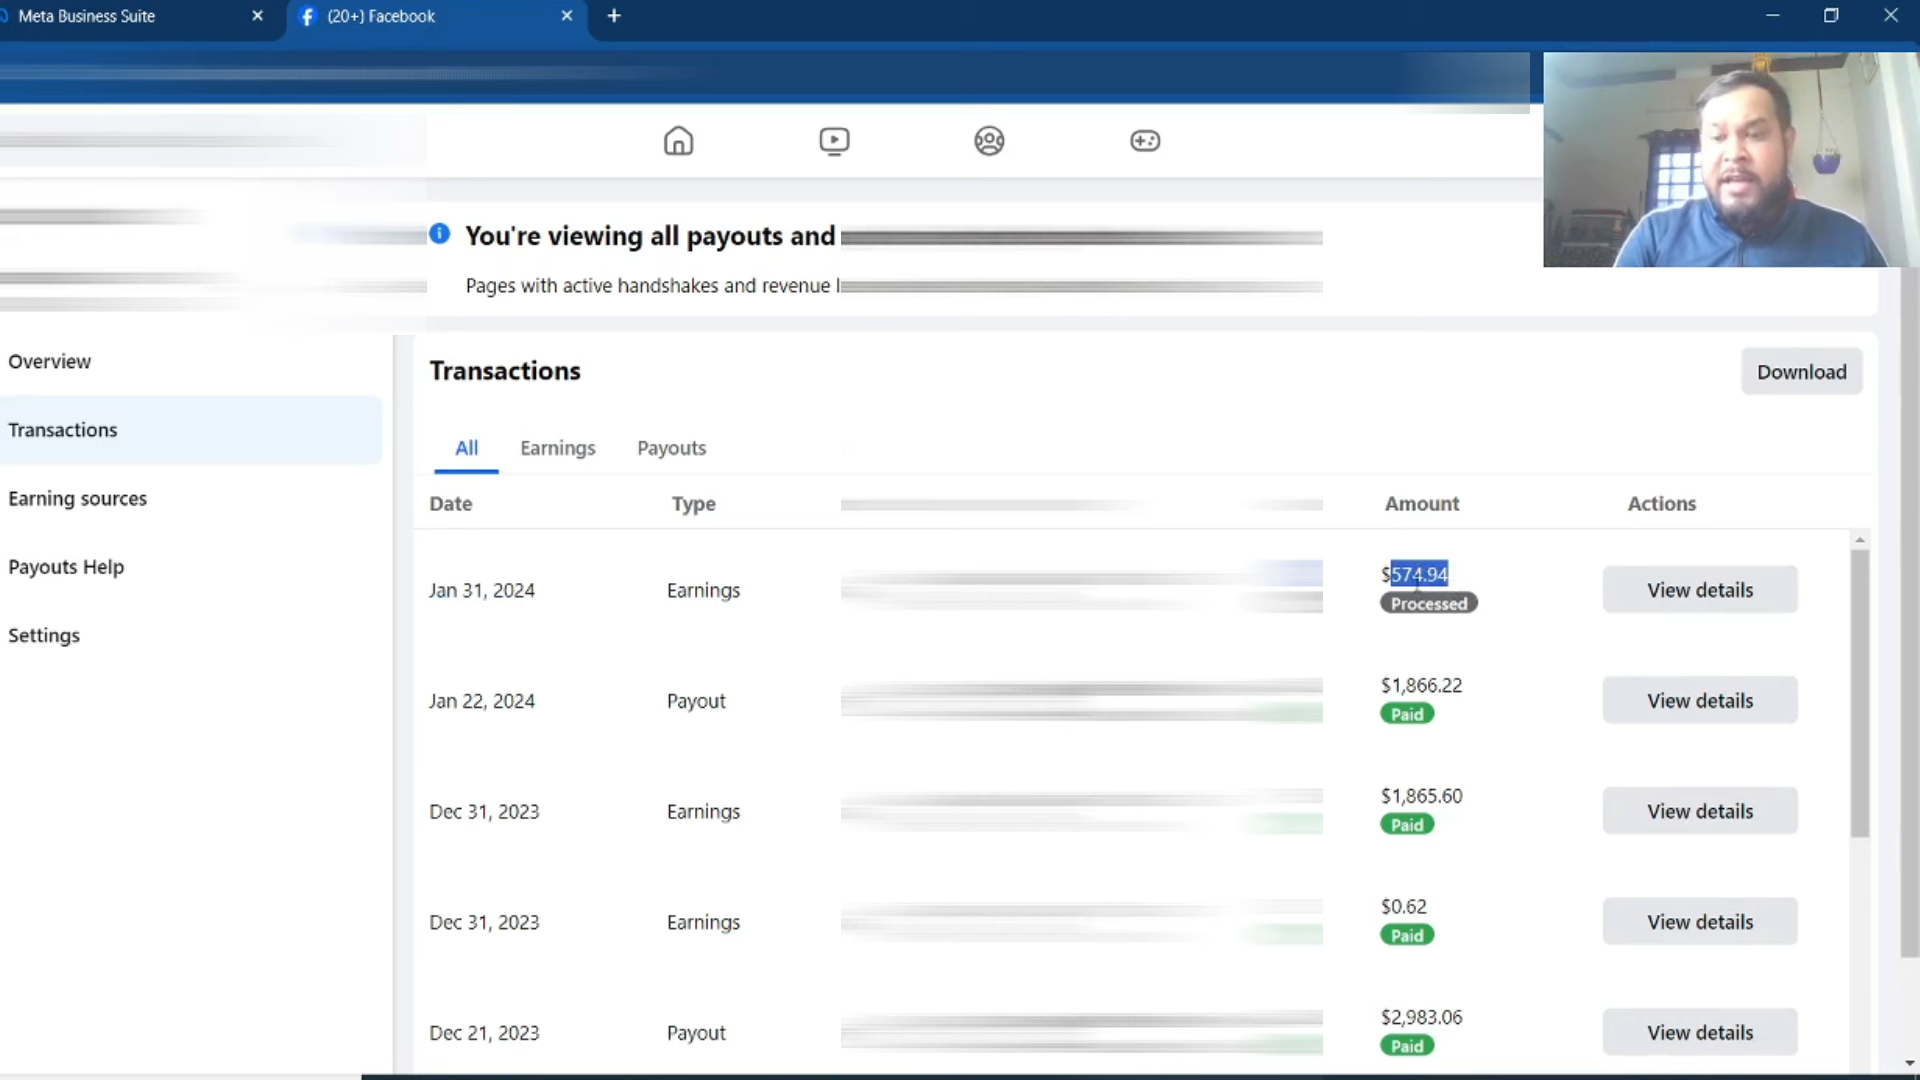 Meta Business Suite
(20+) Facebook
You're viewing all payouts and
Pages with active handshakes and revenue
Overview
Transactions
Earning sources
Payouts Help
Settings
Transactions
Download
All Earnings Payouts
Date Type Amount Actions
Jan 31, 2024 Earnings $574.94 Processed View details
Jan 22, 2024 Payout $1,866.22 Paid View details
Dec 31, 2023 Earnings $1,865.60 Paid View details
Dec 31, 2023 Earnings $0.62 Paid View details
Dec 21, 2023 Payout $2,983.06 Paid View details